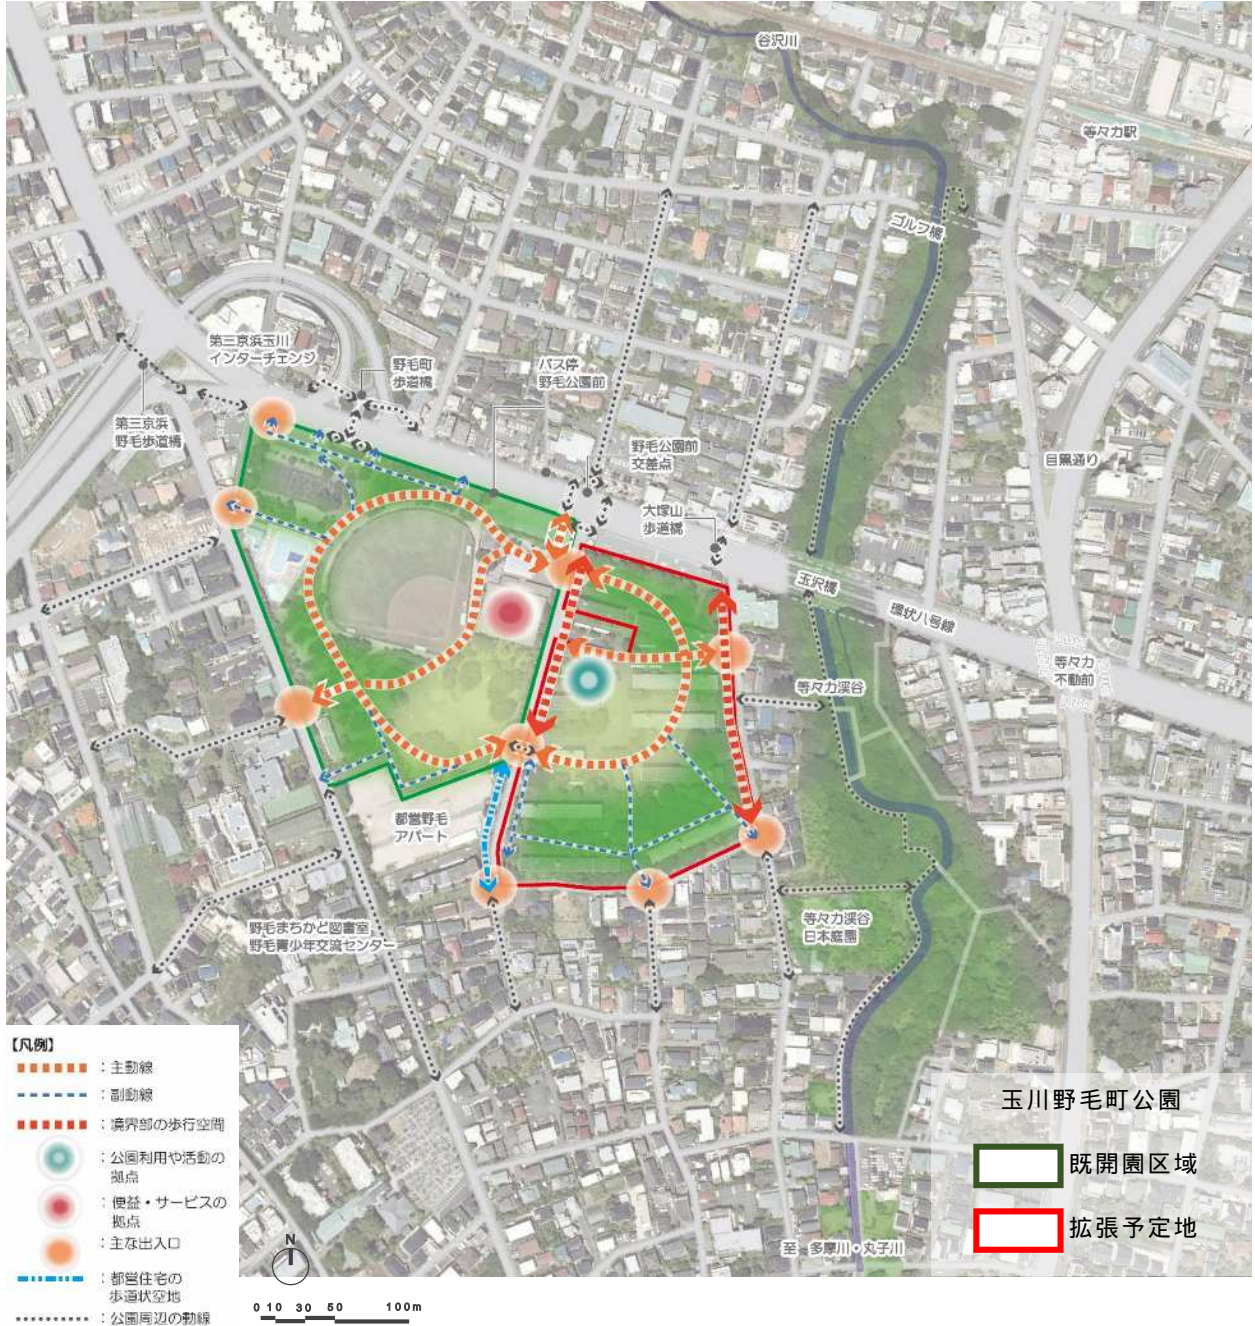 谷沢川
等々力駅
ゴルフ橋
第三京浜玉川
インターチェンジ
野毛町
歩道橋
バス停
野毛公園前
第三京浜
野毛歩道橋
野毛公園前
交差点
目黒通り
大塚山
歩道橋
玉沢橋
環状八号線
等々力
不動前
等々力渓谷
都営野毛
アパート
等々力渓谷
日本庭園
野毛まちかど図書室
野毛青少年交流センター
至 多摩川・丸子川
【凡例】
：主動線
：副動線
：境界部の歩行空間
：公園利用や活動の
拠点
：便益・サービスの
拠点
：主な出入口
：都営住宅の
歩道状空地
：公園周辺の動線
N
0 10 30 50 100m
玉川野毛町公園
既開園区域
拡張予定地